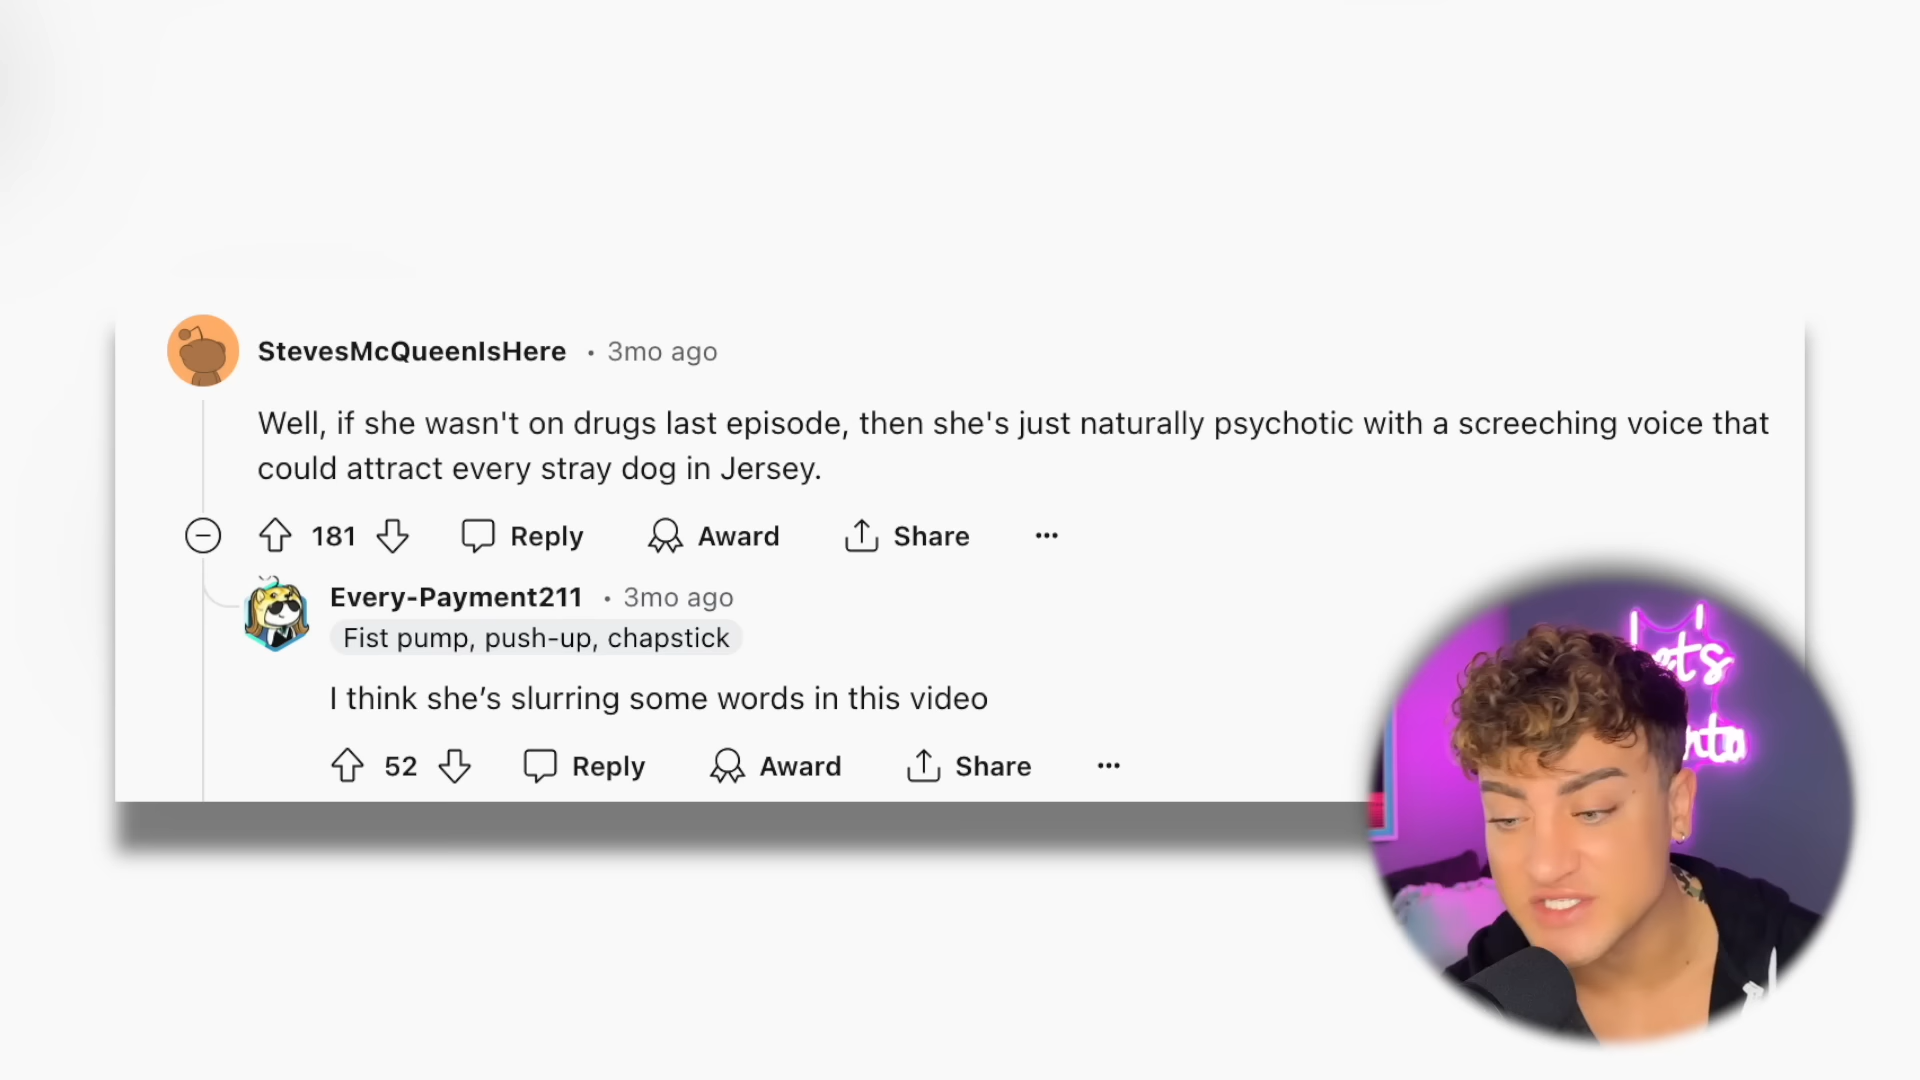 StevesMcQueenIsHere • 3mo ago
Well, if she wasn't on drugs last episode, then she's just naturally psychotic with a screeching voice that
could attract every stray dog in Jersey.
181 Reply Award Share ...
Every-Payment211 • 3mo ago
Fist pump, push-up, chapstick
I think she’s slurring some words in this video
52 Reply Award Share ...